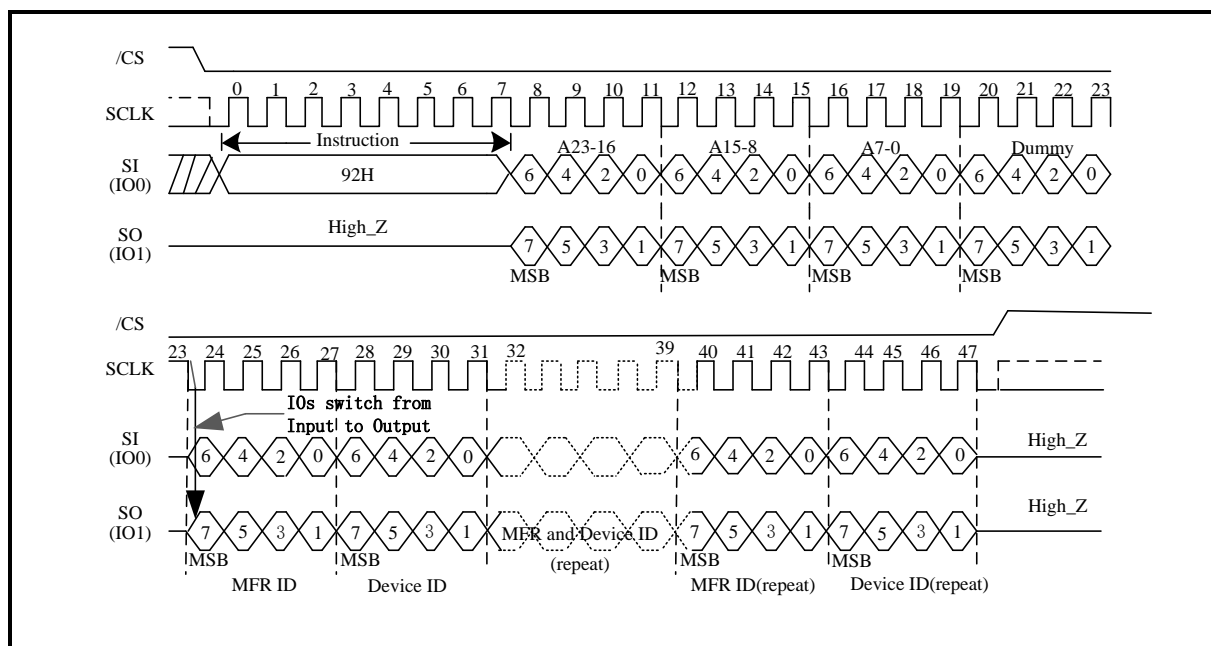 /CS
0 1 2 3 4 5 6 7 8 9 10 11 12 13 14 15 16 17 18 19 20 21 22 23
SCLK
Instruction A23-16 A15-8 A7-0 Dummy
SI
(IO0)
92H 6 4 2 0 6 4 2 0 6 4 2 0 6 4 2 0
High_Z
SO
(IO1)
7 5 3 1 7 5 3 1 7 5 3 1 7 5 3 1
MSB MSB MSB MSB
/CS
23 24 25 26 27 28 29 30 31 32 39 40 41 42 43 44 45 46 47
SCLK
IOs switch from
Input to Output
SI
(IO0)
6 4 2 0 6 4 2 0 6 4 2 0 6 4 2 0 High_Z
SO
(IO1)
7 5 3 1 7 5 3 1 MFR and Device ID 7 5 3 1 7 5 3 1 High_Z
MSB MSB (repeat) MSB MSB
MFR ID Device ID MFR ID(repeat) Device ID(repeat)